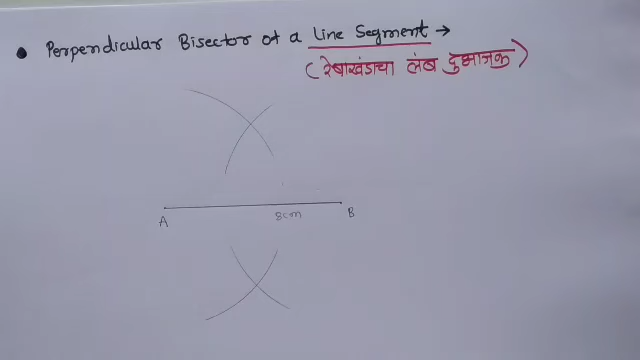 • Perpendicular Bisector of a Line Segment →
(रेषाखंडाचा लंब दुभाजक)
A 8cm B